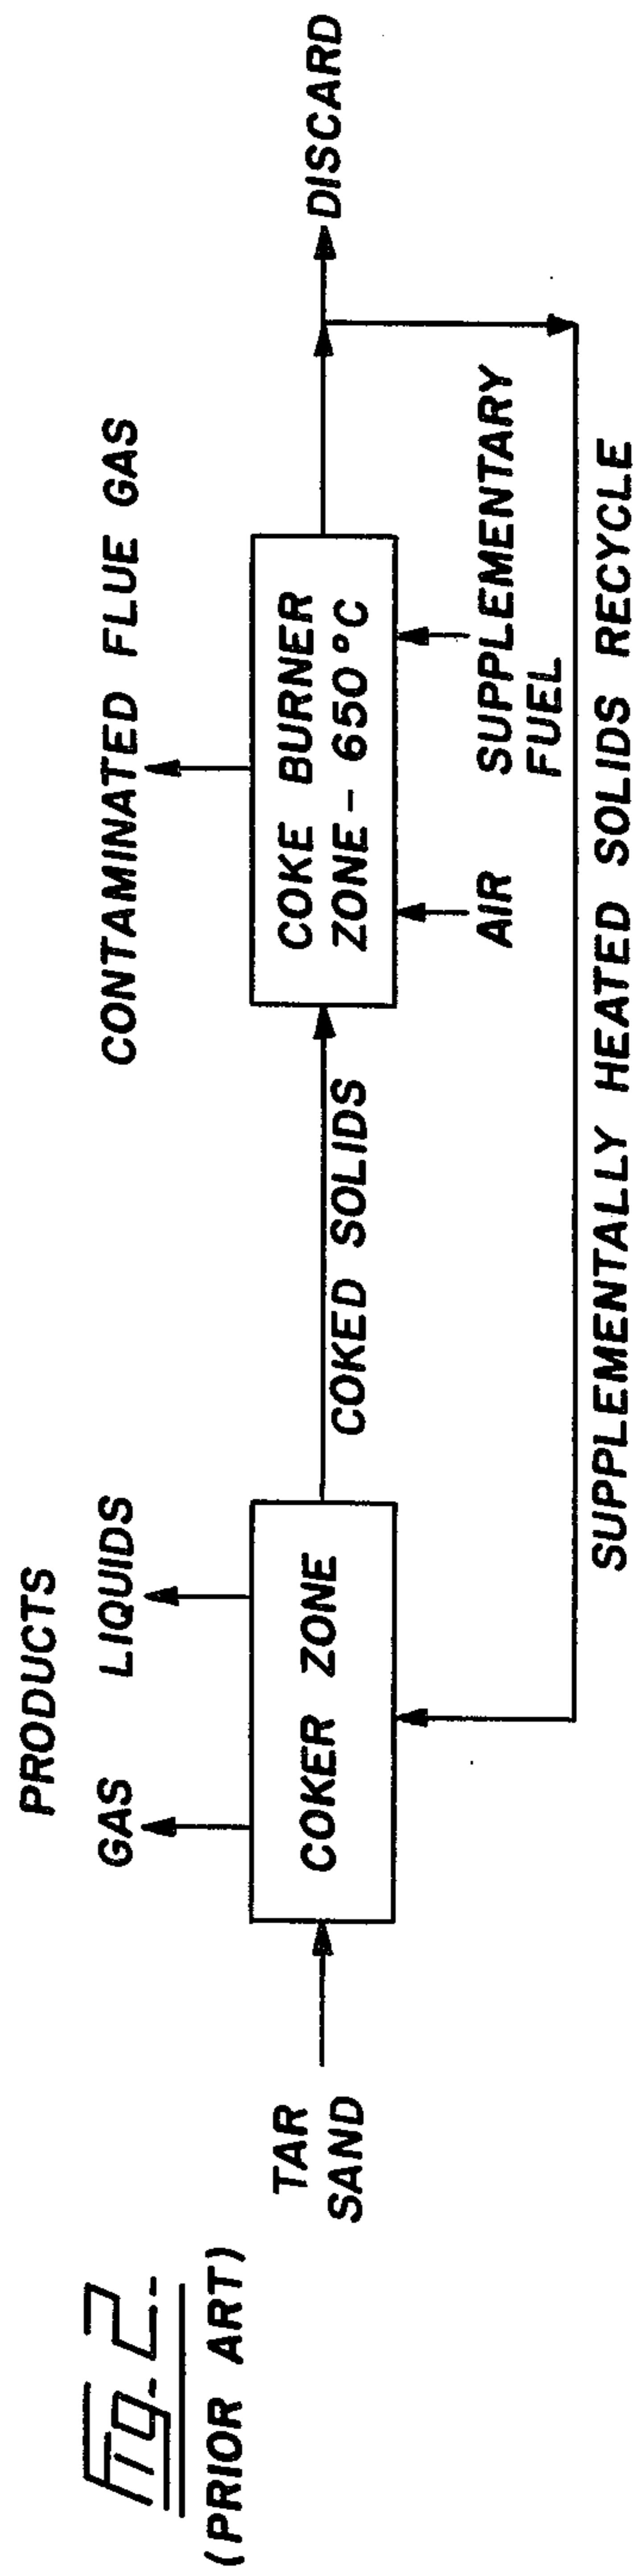 Fig. 2.
(PRIOR ART)
PRODUCTS
GAS LIQUIDS
CONTAMINATED FLUE GAS
TAR
SAND
COKER ZONE
COKED SOLIDS
COKE BURNER
ZONE - 650°C
DISCARD
AIR
SUPPLEMENTARY
FUEL
SUPPLEMENTALLY HEATED SOLIDS RECYCLE